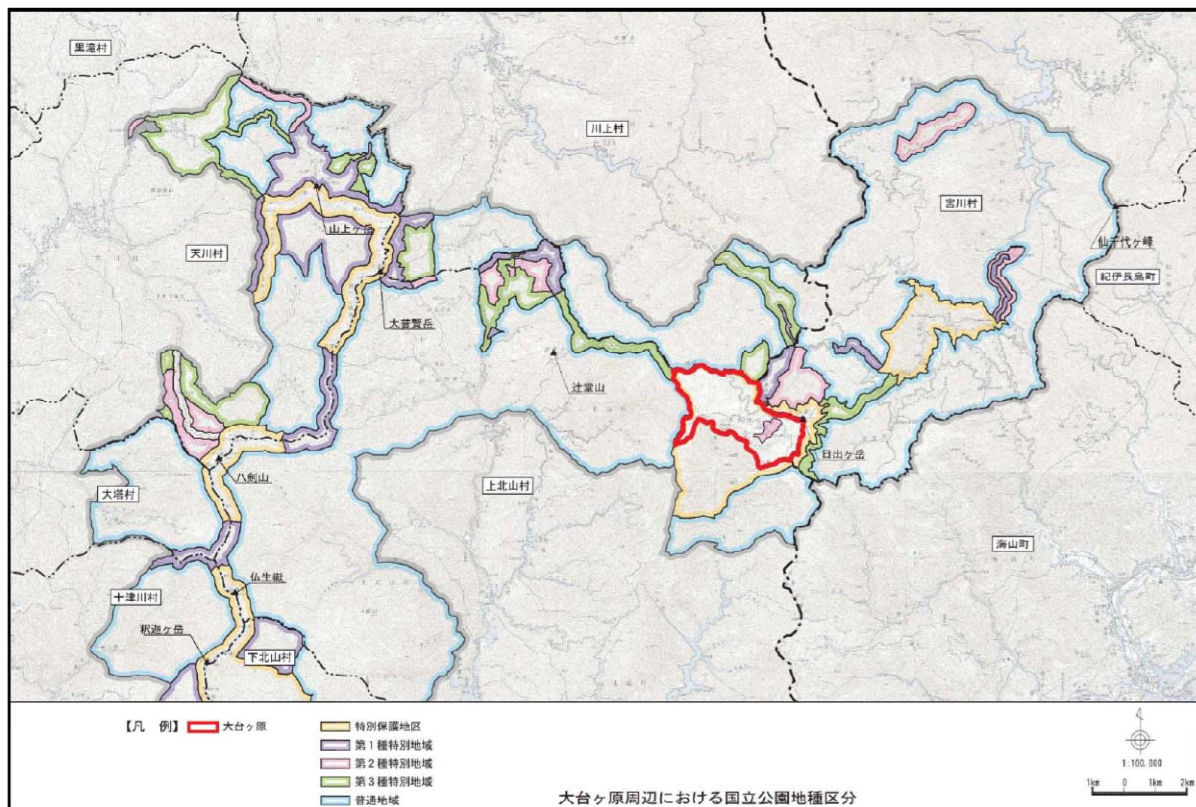 黒滝村
川上村
宮川村
山上ヶ岳
天川村
仙千代ヶ峰
紀伊長島町
大普賢岳
辻堂山
日出ヶ岳
八剣山
大塔村
上北山村
海山町
仏生嶽
十津川村
釈迦ヶ岳
下北山村
【凡 例】 大台ヶ原
特別保護地区
第1種特別地域
第2種特別地域
第3種特別地域
普通地域
大台ヶ原周辺における国立公園地種区分
1:100,000
1km 0 1km 2km